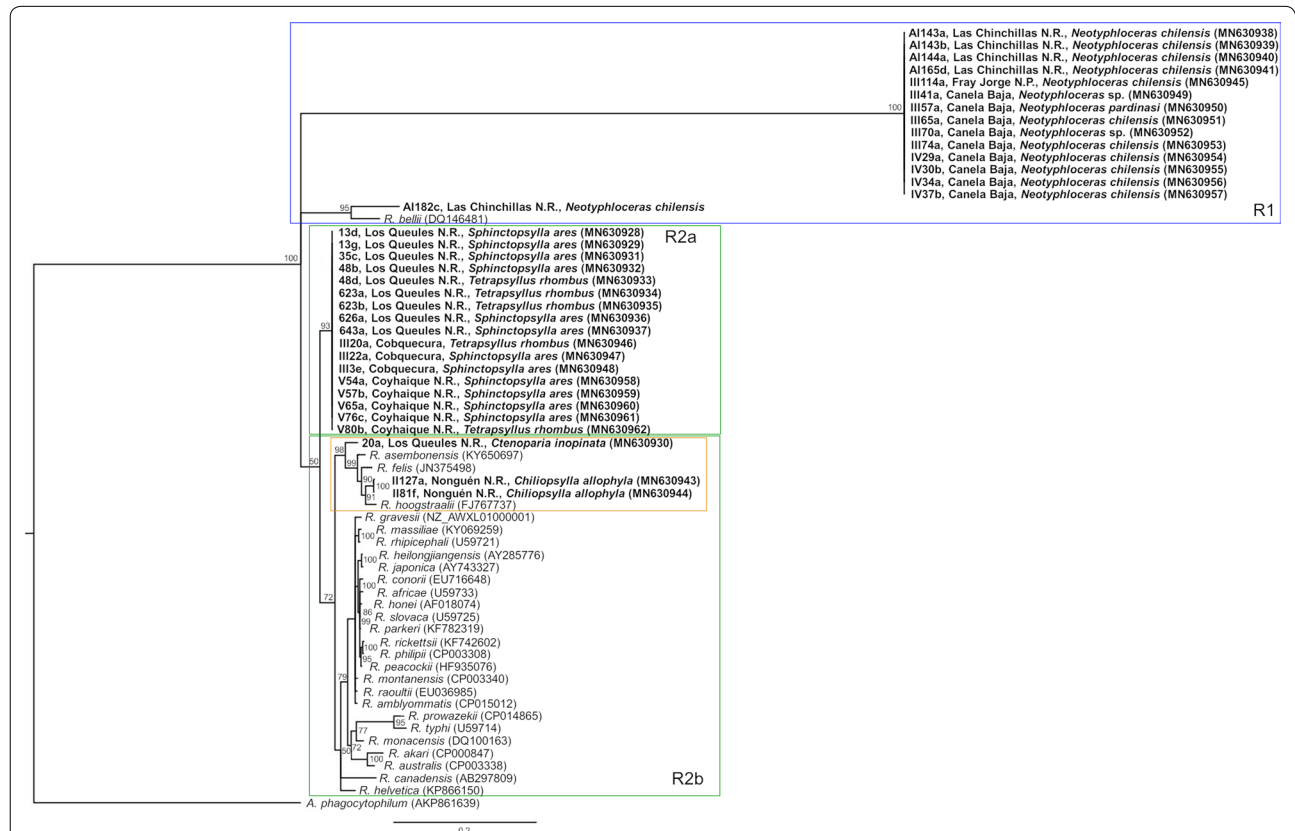 AI143a, Las Chinchillas N.R., Neotyphloceras chilensis (MN630938)
AI143b, Las Chinchillas N.R., Neotyphloceras chilensis (MN630939)
AI144a, Las Chinchillas N.R., Neotyphloceras chilensis (MN630940)
AI165d, Las Chinchillas N.R., Neotyphloceras chilensis (MN630941)
III114a, Fray Jorge N.P., Neotyphloceras chilensis (MN630945)
III41a, Canela Baja, Neotyphloceras sp. (MN630949)
100
III57a, Canela Baja, Neotyphloceras pardinasi (MN630950)
III65a, Canela Baja, Neotyphloceras chilensis (MN630951)
III70a, Canela Baja, Neotyphloceras sp. (MN630952)
III74a, Canela Baja, Neotyphloceras chilensis (MN630953)
IV29a, Canela Baja, Neotyphloceras chilensis (MN630954)
IV30b, Canela Baja, Neotyphloceras chilensis (MN630955)
IV34a, Canela Baja, Neotyphloceras chilensis (MN630956)
IV37b, Canela Baja, Neotyphloceras chilensis (MN630957)
R1
95
AI182c, Las Chinchillas N.R., Neotyphloceras chilensis
R. bellii (DQ146481)
100
R2a
13d, Los Queules N.R., Sphinctopsylla ares (MN630928)
13g, Los Queules N.R., Sphinctopsylla ares (MN630929)
35c, Los Queules N.R., Sphinctopsylla ares (MN630931)
48b, Los Queules N.R., Sphinctopsylla ares (MN630932)
48d, Los Queules N.R., Tetrapsyllus rhombus (MN630933)
623a, Los Queules N.R., Tetrapsyllus rhombus (MN630934)
623b, Los Queules N.R., Tetrapsyllus rhombus (MN630935)
626a, Los Queules N.R., Sphinctopsylla ares (MN630936)
93
643a, Los Queules N.R., Sphinctopsylla ares (MN630937)
III20a, Cobquecura, Tetrapsyllus rhombus (MN630946)
III22a, Cobquecura, Sphinctopsylla ares (MN630947)
III3e, Cobquecura, Sphinctopsylla ares (MN630948)
V54a, Coyhaique N.R., Sphinctopsylla ares (MN630958)
V57b, Coyhaique N.R., Sphinctopsylla ares (MN630959)
V65a, Coyhaique N.R., Sphinctopsylla ares (MN630960)
V76c, Coyhaique N.R., Sphinctopsylla ares (MN630961)
V80b, Coyhaique N.R., Tetrapsyllus rhombus (MN630962)
50
98
20a, Los Queules N.R., Ctenoparia inopinata (MN630930)
99
R. asembonensis (KY650697)
R. felis (JN375498)
90
100
II127a, Nonguén N.R., Chiliopsylla allophyla (MN630943)
91
II81f, Nonguén N.R., Chiliopsylla allophyla (MN630944)
R. hoogstraalii (FJ767737)
R. gravesii (NZ_AWXL01000001)
R. massiliae (KY069259)
100
R. rhipicephali (U59721)
R. heilongjiangensis (AY285776)
100
R. japonica (AY743327)
R. conorii (EU716648)
100
R. africae (U59733)
72
R. honei (AF018074)
86
R. slovaca (U59725)
99
R. parkeri (KF782319)
R. rickettsii (KF742602)
100
R. philipii (CP003308)
95
R. peacockii (HF935076)
79
R. montanensis (CP003340)
R. raoultii (EU036985)
R. amblyommatis (CP015012)
R. prowazekii (CP014865)
95
R. typhi (U59714)
77
R. monacensis (DQ100163)
50
72
R. akari (CP000847)
100
R. australis (CP003338)
R. canadensis (AB297809)
R. helvetica (KP866150)
R2b
A. phagocytophilum (AKP861639)